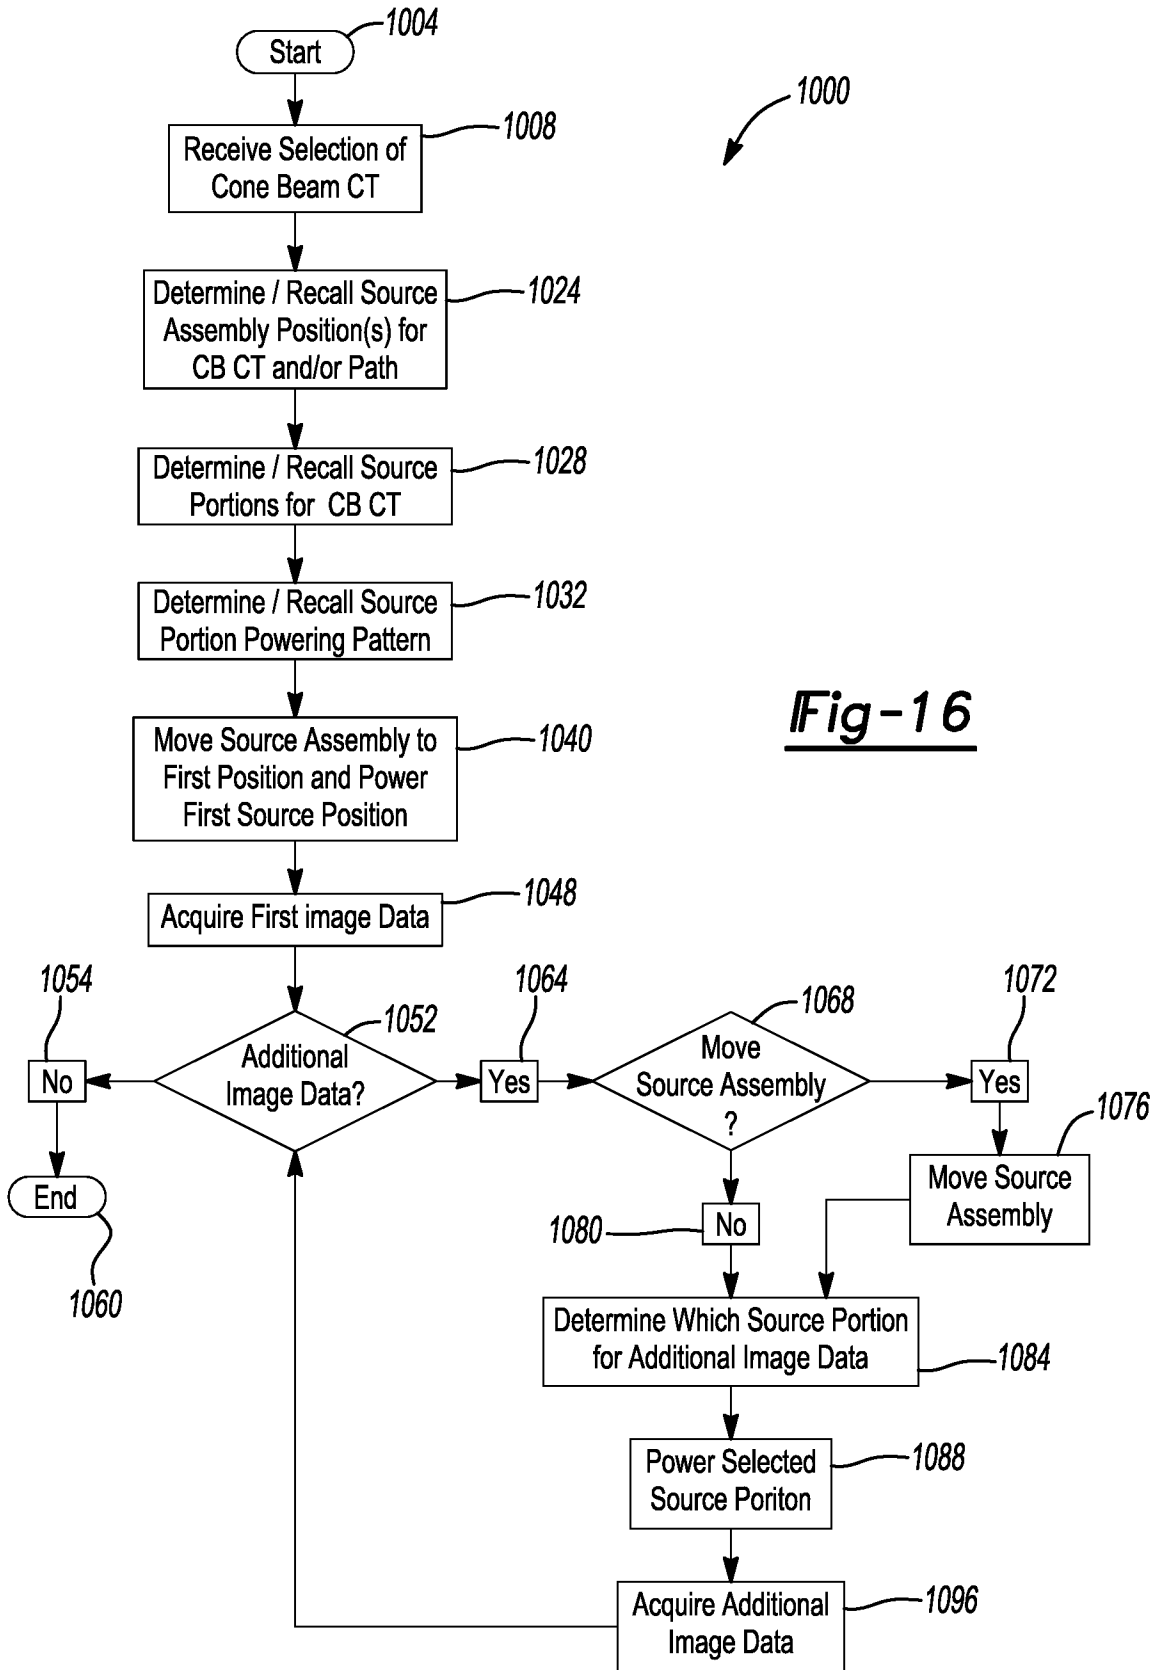 1004
Start
1000
1008
Receive Selection of
Cone Beam CT
Determine / Recall Source
Assembly Position(s) for
CB CT and/or Path
1024
Determine / Recall Source
Portions for CB CT
1028
Determine / Recall Source
Portion Powering Pattern
1032
Fig-16
Move Source Assembly to
First Position and Power
First Source Position
1040
Acquire First image Data
1048
1054
No
End
1060
1052
Additional
Image Data?
1064
Yes
1068
Move
Source Assembly
?
1072
Yes
1076
Move Source
Assembly
1080
No
Determine Which Source Portion
for Additional Image Data
1084
Power Selected
Source Poriton
1088
Acquire Additional
Image Data
1096